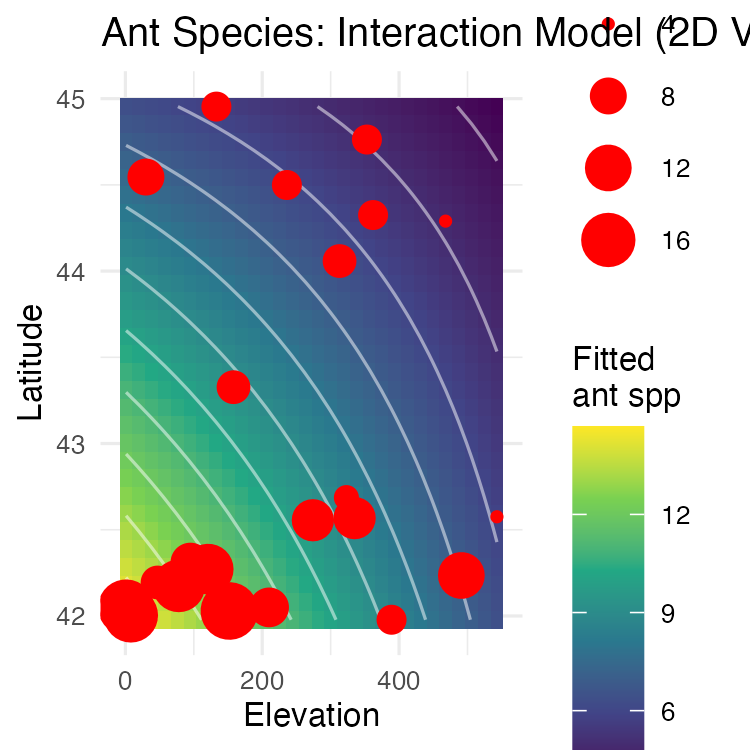 Ant Species: Interaction Model (2D V
4
8
12
16
45
44
43
42
Latitude
0 200 400
Elevation
Fitted
ant spp
12
9
6